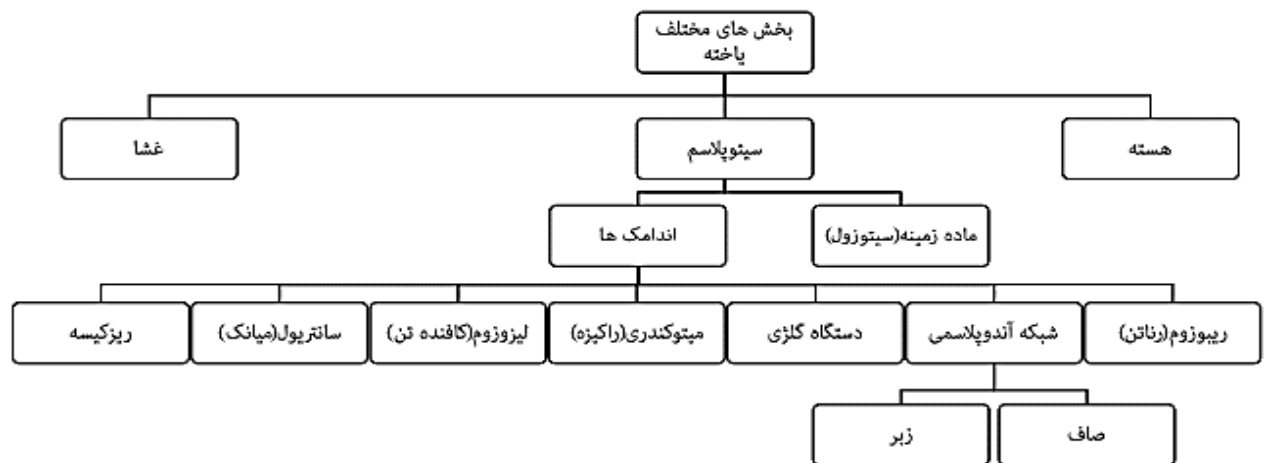 بخش های مختلف
یاخته
هسته
سیتوپلاسم
غشا
ماده زمینه(سیتوزول)
اندامک ها
ریبوزوم(رناتن)
شبکه آندوپلاسمی
دستگاه گلژی
میتوکندری(راکیزه)
لیزوزوم(کافنده تن)
سانتریول(میانک)
ریزکیسه
صاف
زبر